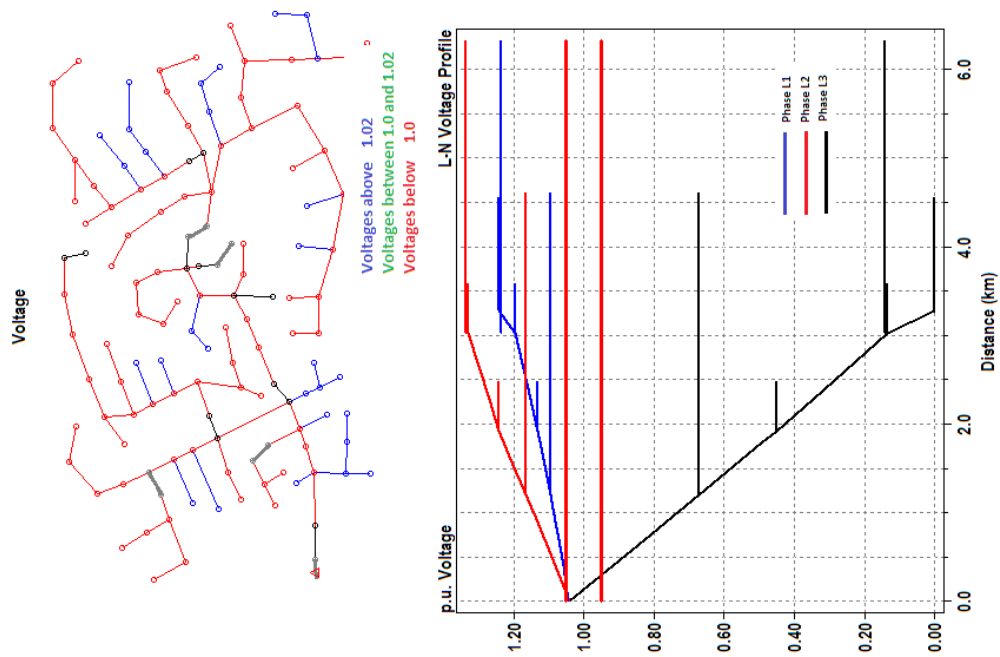 Voltage
Voltages above 1.02
Voltages between 1.0 and 1.02
Voltages below 1.0
p.u. Voltage
L-N Voltage Profile
1.20
1.00
0.80
0.60
0.40
0.20
0.00
Phase L1
Phase L2
Phase L3
0.0
2.0
4.0
6.0
Distance (km)